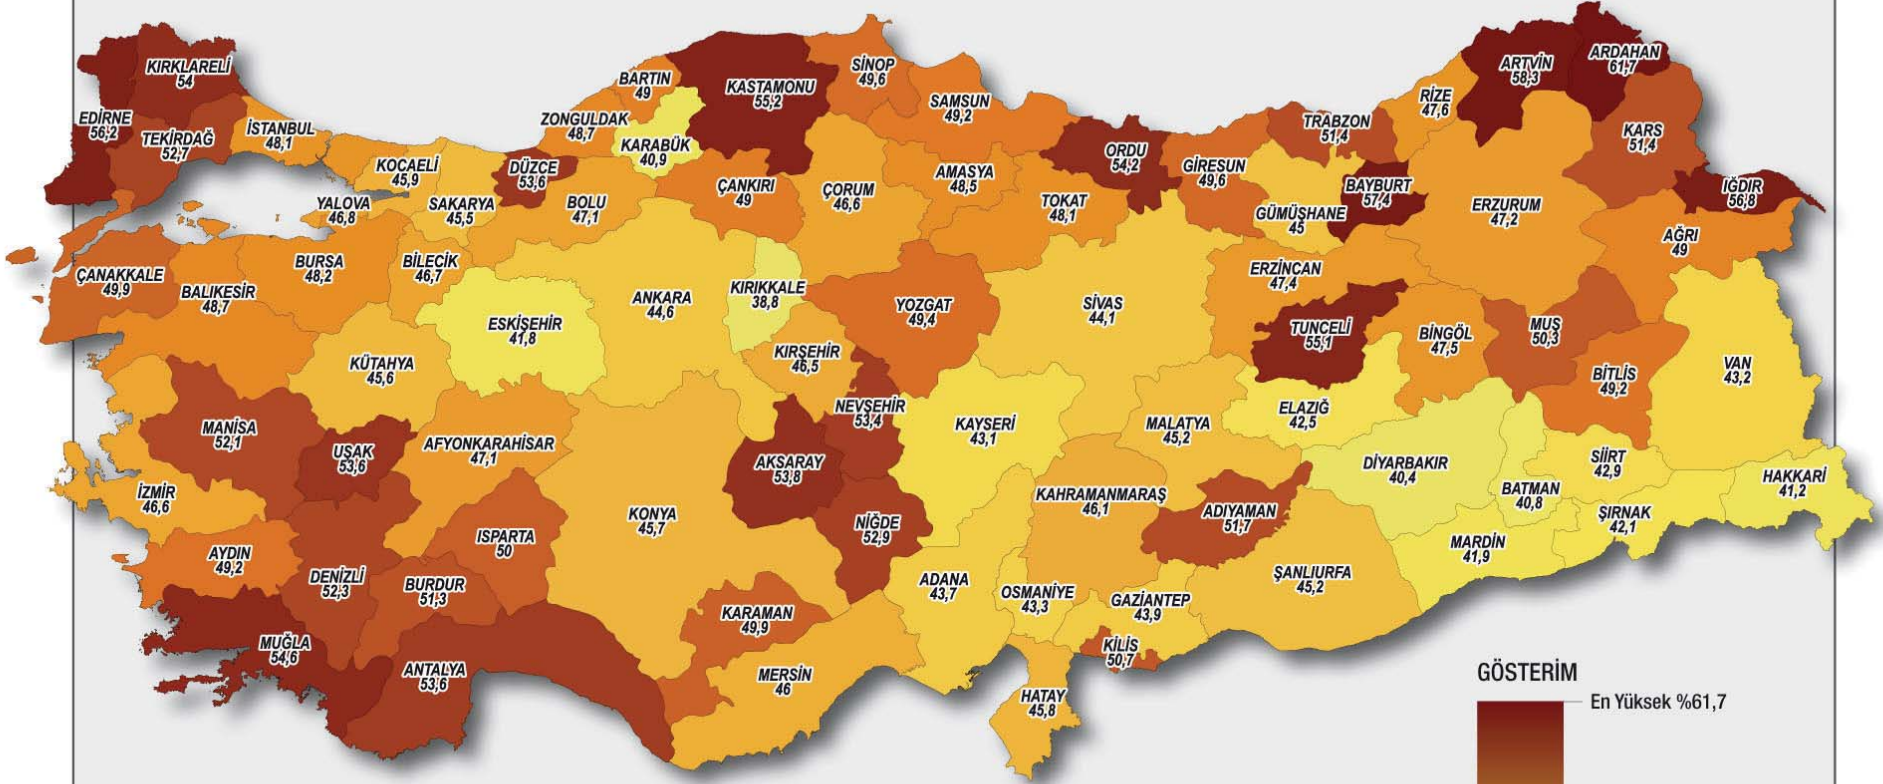 KIRKLARELİ
54
EDİRNE
56,2
TEKİRDAĞ
52,7
İSTANBUL
48,1
KOCAELİ
45,9
YALOVA
46,8
SAKARYA
45,5
DÜZCE
53,6
BOLU
47,1
ZONGULDAK
48,7
BARTIN
49
KARABÜK
40,9
KASTAMONU
55,2
SİNOP
49,6
SAMSUN
49,2
ÇANKIRI
49
ÇORUM
46,6
AMASYA
48,5
TOKAT
48,1
ORDU
54,2
GİRESUN
49,6
TRABZON
51,4
GÜMÜŞHANE
45
BAYBURT
57,4
RİZE
47,6
ARTVİN
58,3
ARDAHAN
61,7
KARS
51,4
IĞDIR
56,8
ERZURUM
47,2
AĞRI
49
ÇANAKKALE
49,9
BALIKESİR
48,7
BURSA
48,2
BİLECİK
46,7
ESKİŞEHİR
41,8
ANKARA
44,6
KIRIKKALE
38,8
YOZGAT
49,4
SİVAS
44,1
ERZİNCAN
47,4
TUNCELİ
55,1
BİNGÖL
47,5
MUŞ
50,3
BİTLİS
49,2
VAN
43,2
KÜTAHYA
45,6
KIRŞEHİR
46,5
NEVŞEHİR
53,4
KAYSERİ
43,1
MALATYA
45,2
ELAZIĞ
42,5
MANİSA
52,1
UŞAK
53,6
AFYONKARAHİSAR
47,1
AKSARAY
53,8
DİYARBAKIR
40,4
BATMAN
40,8
SİİRT
42,9
ŞIRNAK
42,1
HAKKARİ
41,2
İZMİR
46,6
KONYA
45,7
NİĞDE
52,9
KAHRAMANMARAŞ
46,1
ADIYAMAN
51,7
MARDİN
41,9
AYDIN
49,2
DENİZLİ
52,3
ISPARTA
50
BURDUR
51,3
KARAMAN
49,9
ADANA
43,7
OSMANİYE
43,3
GAZİANTEP
43,9
ŞANLIURFA
45,2
MUĞLA
54,6
ANTALYA
53,6
MERSİN
46
KİLİS
50,7
HATAY
45,8
GÖSTERİM
En Yüksek %61,7